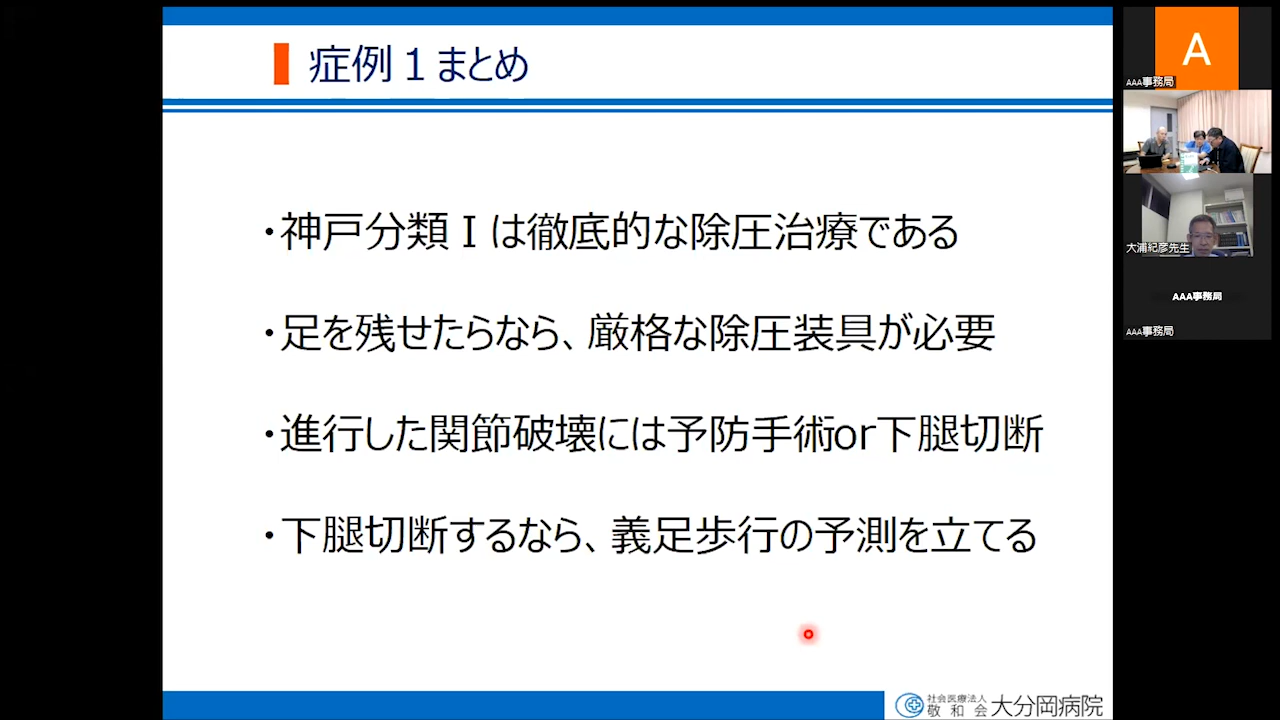 症例１まとめ
・神戸分類Ⅰは徹底的な除圧治療である
・足を残せたらなら、厳格な除圧装具が必要
・進行した関節破壊には予防手術or下腿切断
・下腿切断するなら、義足歩行の予測を立てる
社会医療法人
敬和会
大分岡病院
A
AAA事務局
大浦紀彦先生
AAA事務局
AAA事務局